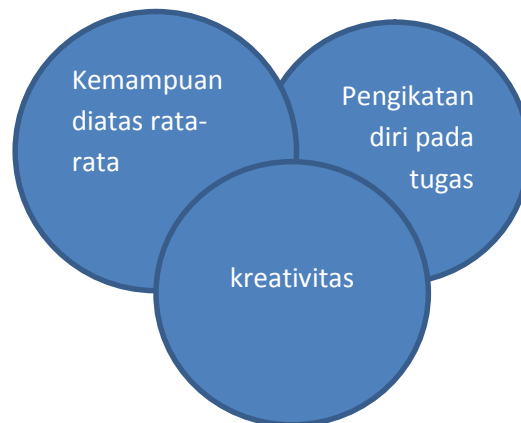 Kemampuan
diatas rata-
rata
Pengikatan
diri pada
tugas
kreativitas